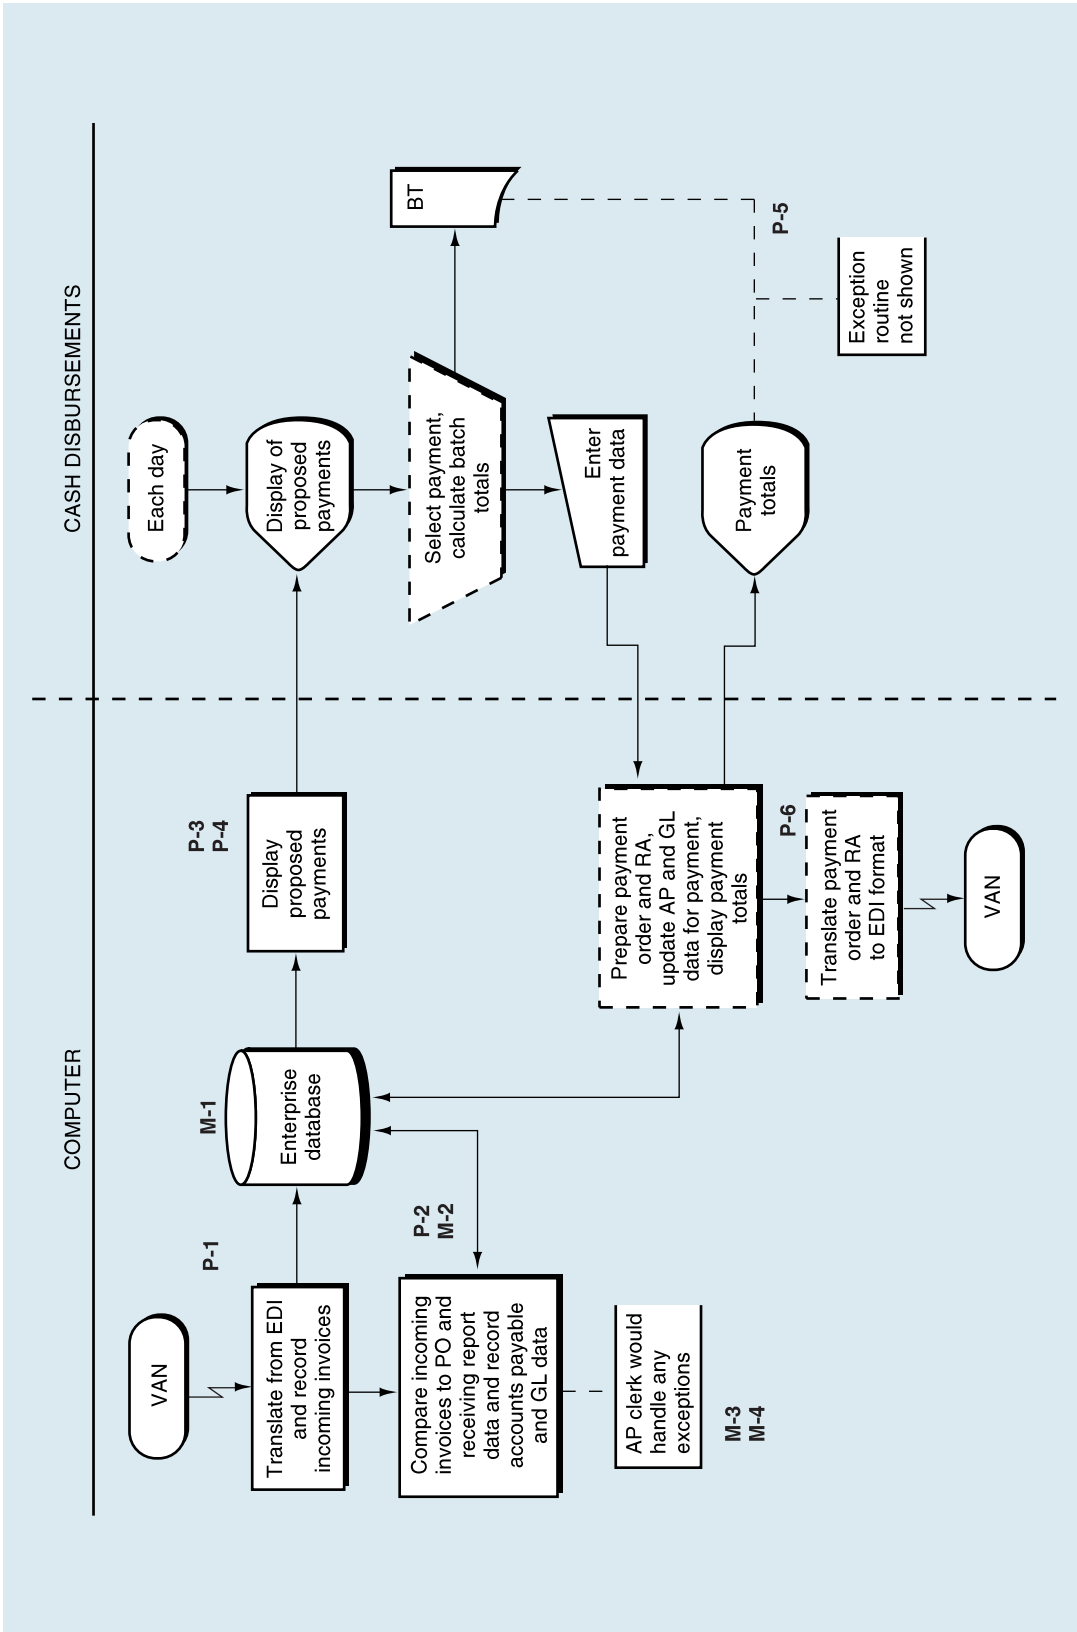 COMPUTER
CASH DISBURSEMENTS
VAN
Translate from EDI
and record
incoming invoices
P-1
Compare incoming
invoices to PO and
receiving report
data and record
accounts payable
and GL data
P-2
M-2
AP clerk would
handle any
exceptions
M-3
M-4
M-1
Enterprise
database
P-3
P-4
Display
proposed
payments
Prepare payment
order and RA,
update AP and GL
data for payment,
display payment
totals
P-6
Translate payment
order and RA
to EDI format
VAN
Each day
Display of
proposed
payments
Select payment,
calculate batch
totals
BT
Enter
payment data
Payment
totals
P-5
Exception
routine
not shown